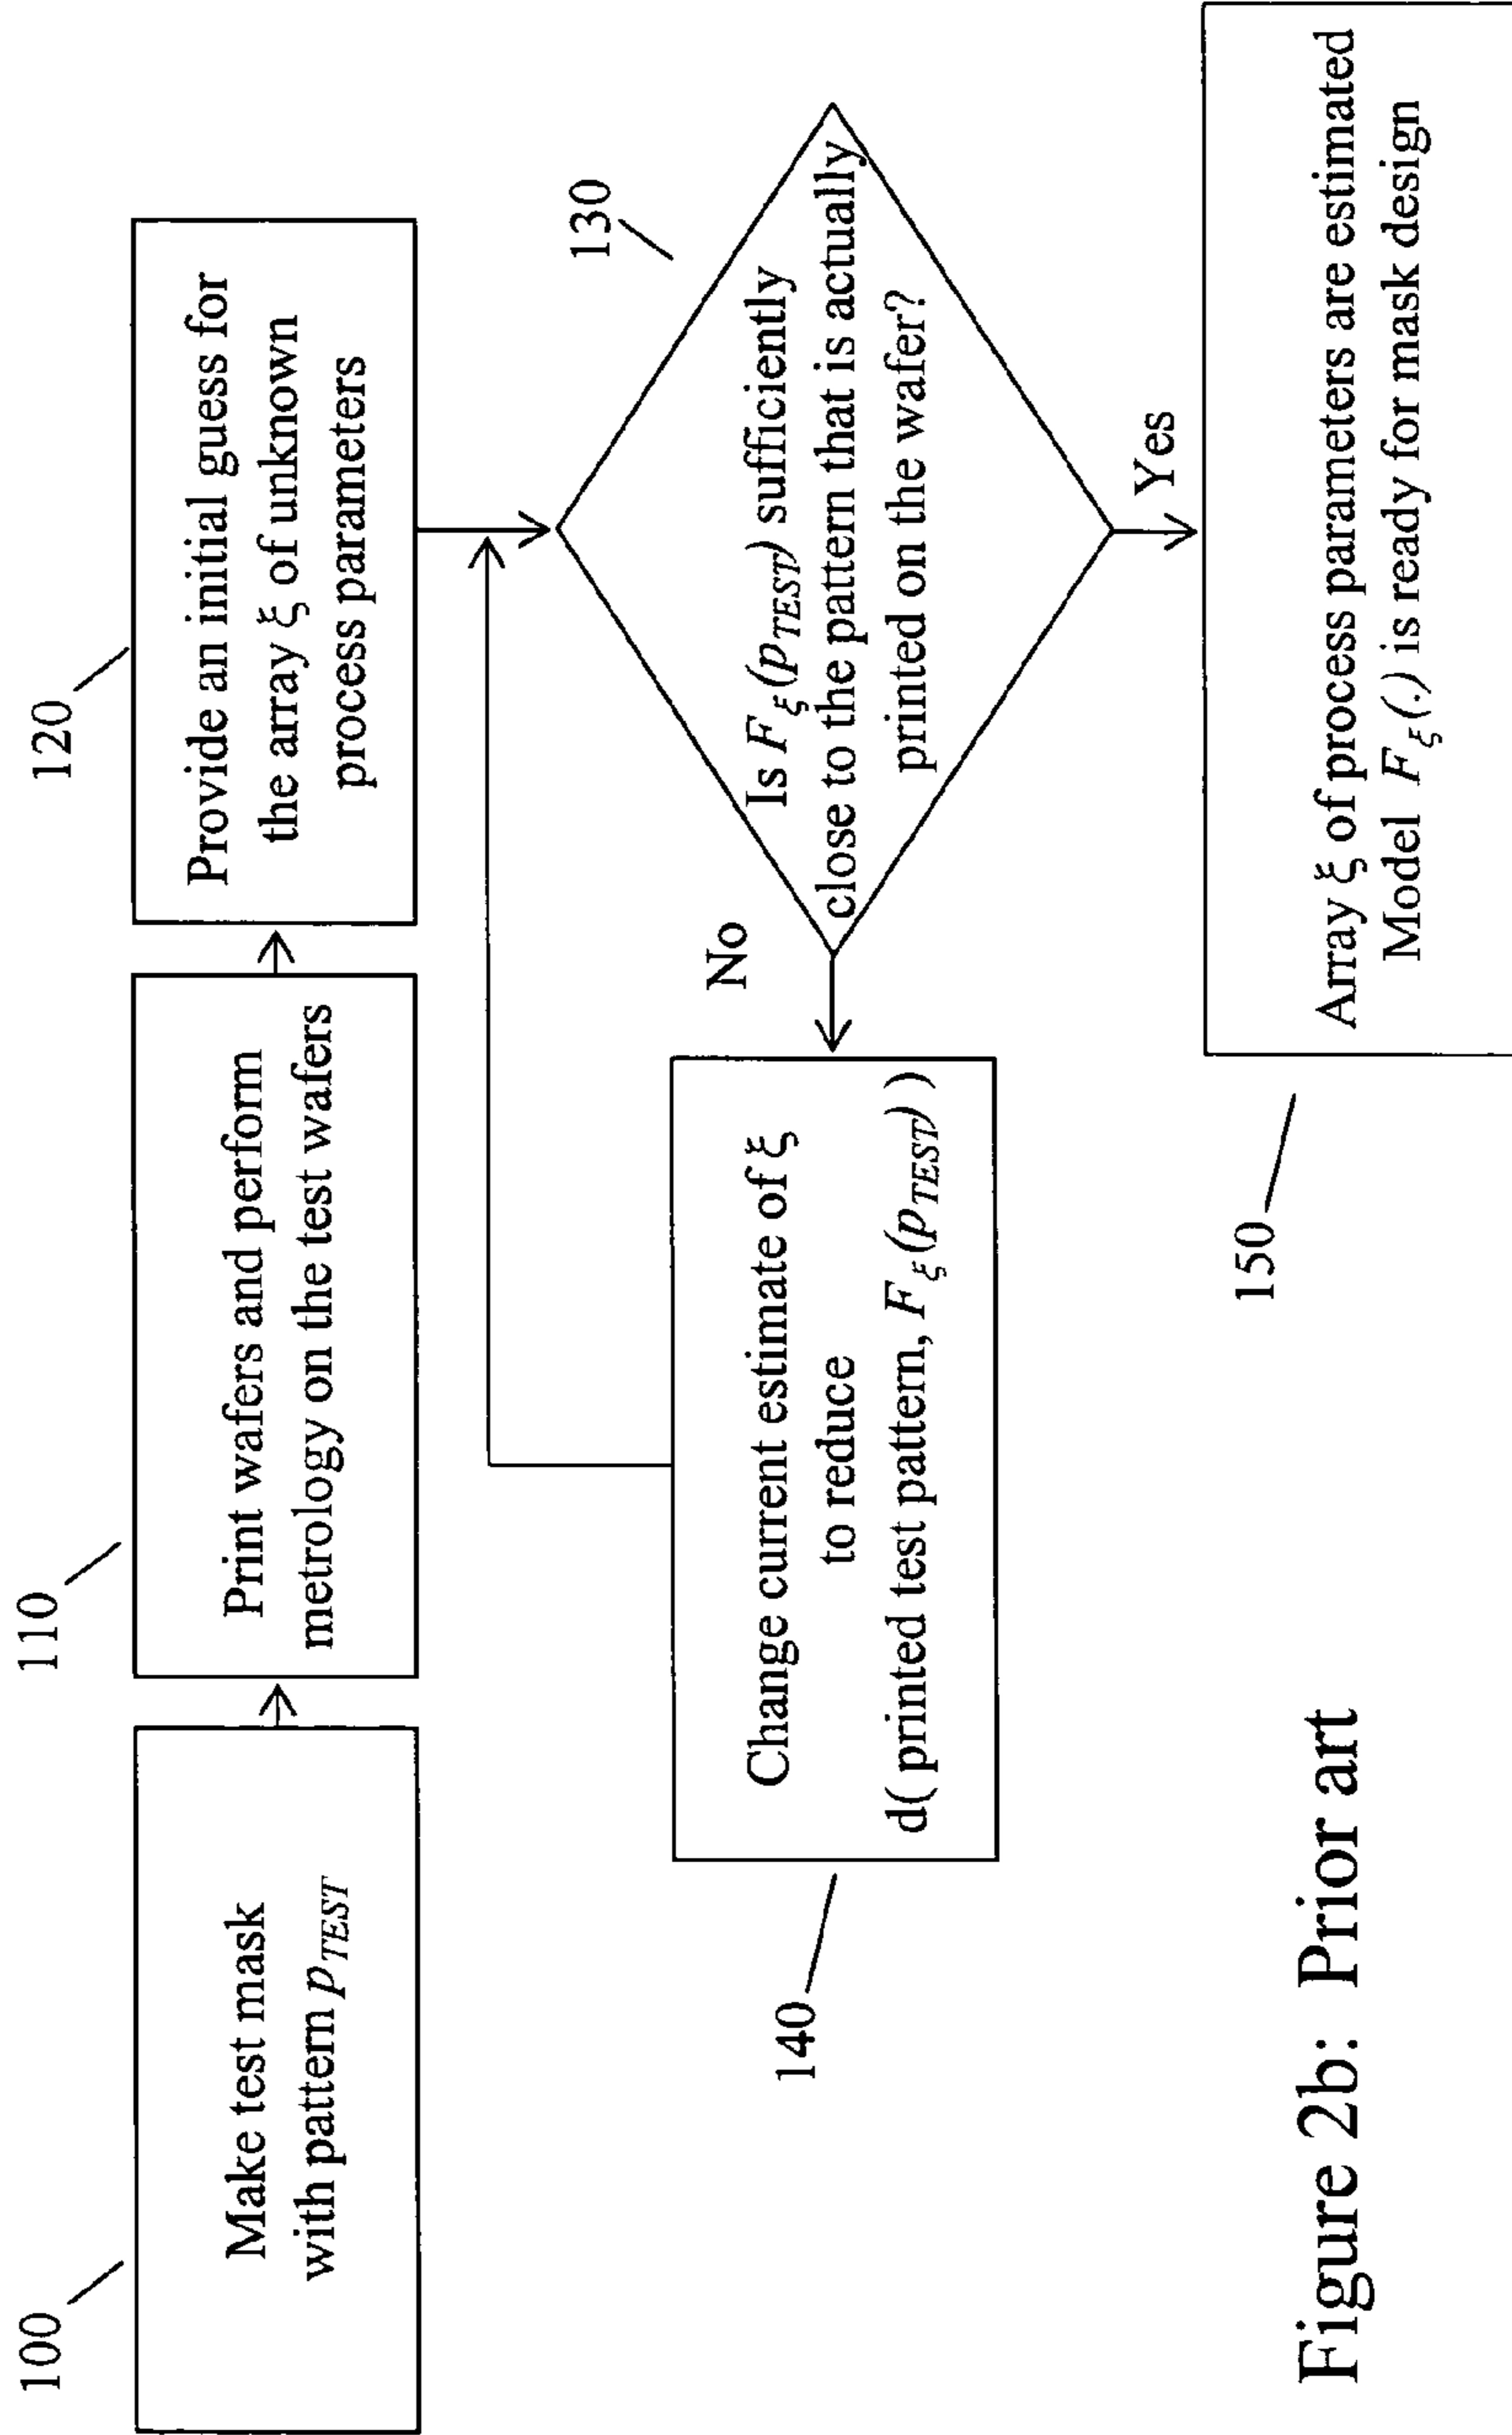 100
Make test mask
with pattern p_TEST
110
Print wafers and perform
metrology on the test wafers
120
Provide an initial guess for
the array ξ of unknown
process parameters
130
Is F_ξ(p_TEST) sufficiently
close to the pattern that is actually,
printed on the wafer?
No
Yes
140
Change current estimate of ξ
to reduce
d( printed test pattern, F_ξ(p_TEST) )
150
Array ξ of process parameters are estimated
Model F_ξ(.) is ready for mask design
Figure 2b: Prior art